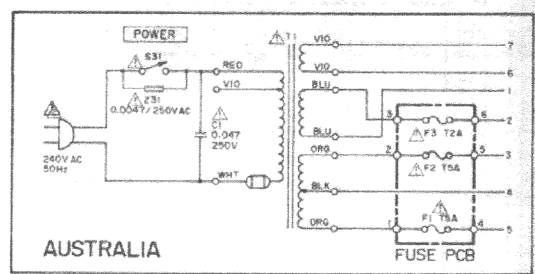 POWER
S31
Z31
0.0047/250VAC
RED
VIO
C1
0.047
250V
WHT
240V AC
50Hz
T1
VIO
VIO
BLU
BLU
ORG
BLK
ORG
3 F3 T2A 6
2 F2 T5A 5
1 F1 T5A 4
7
6
1
2
3
4
5
AUSTRALIA
FUSE PCB